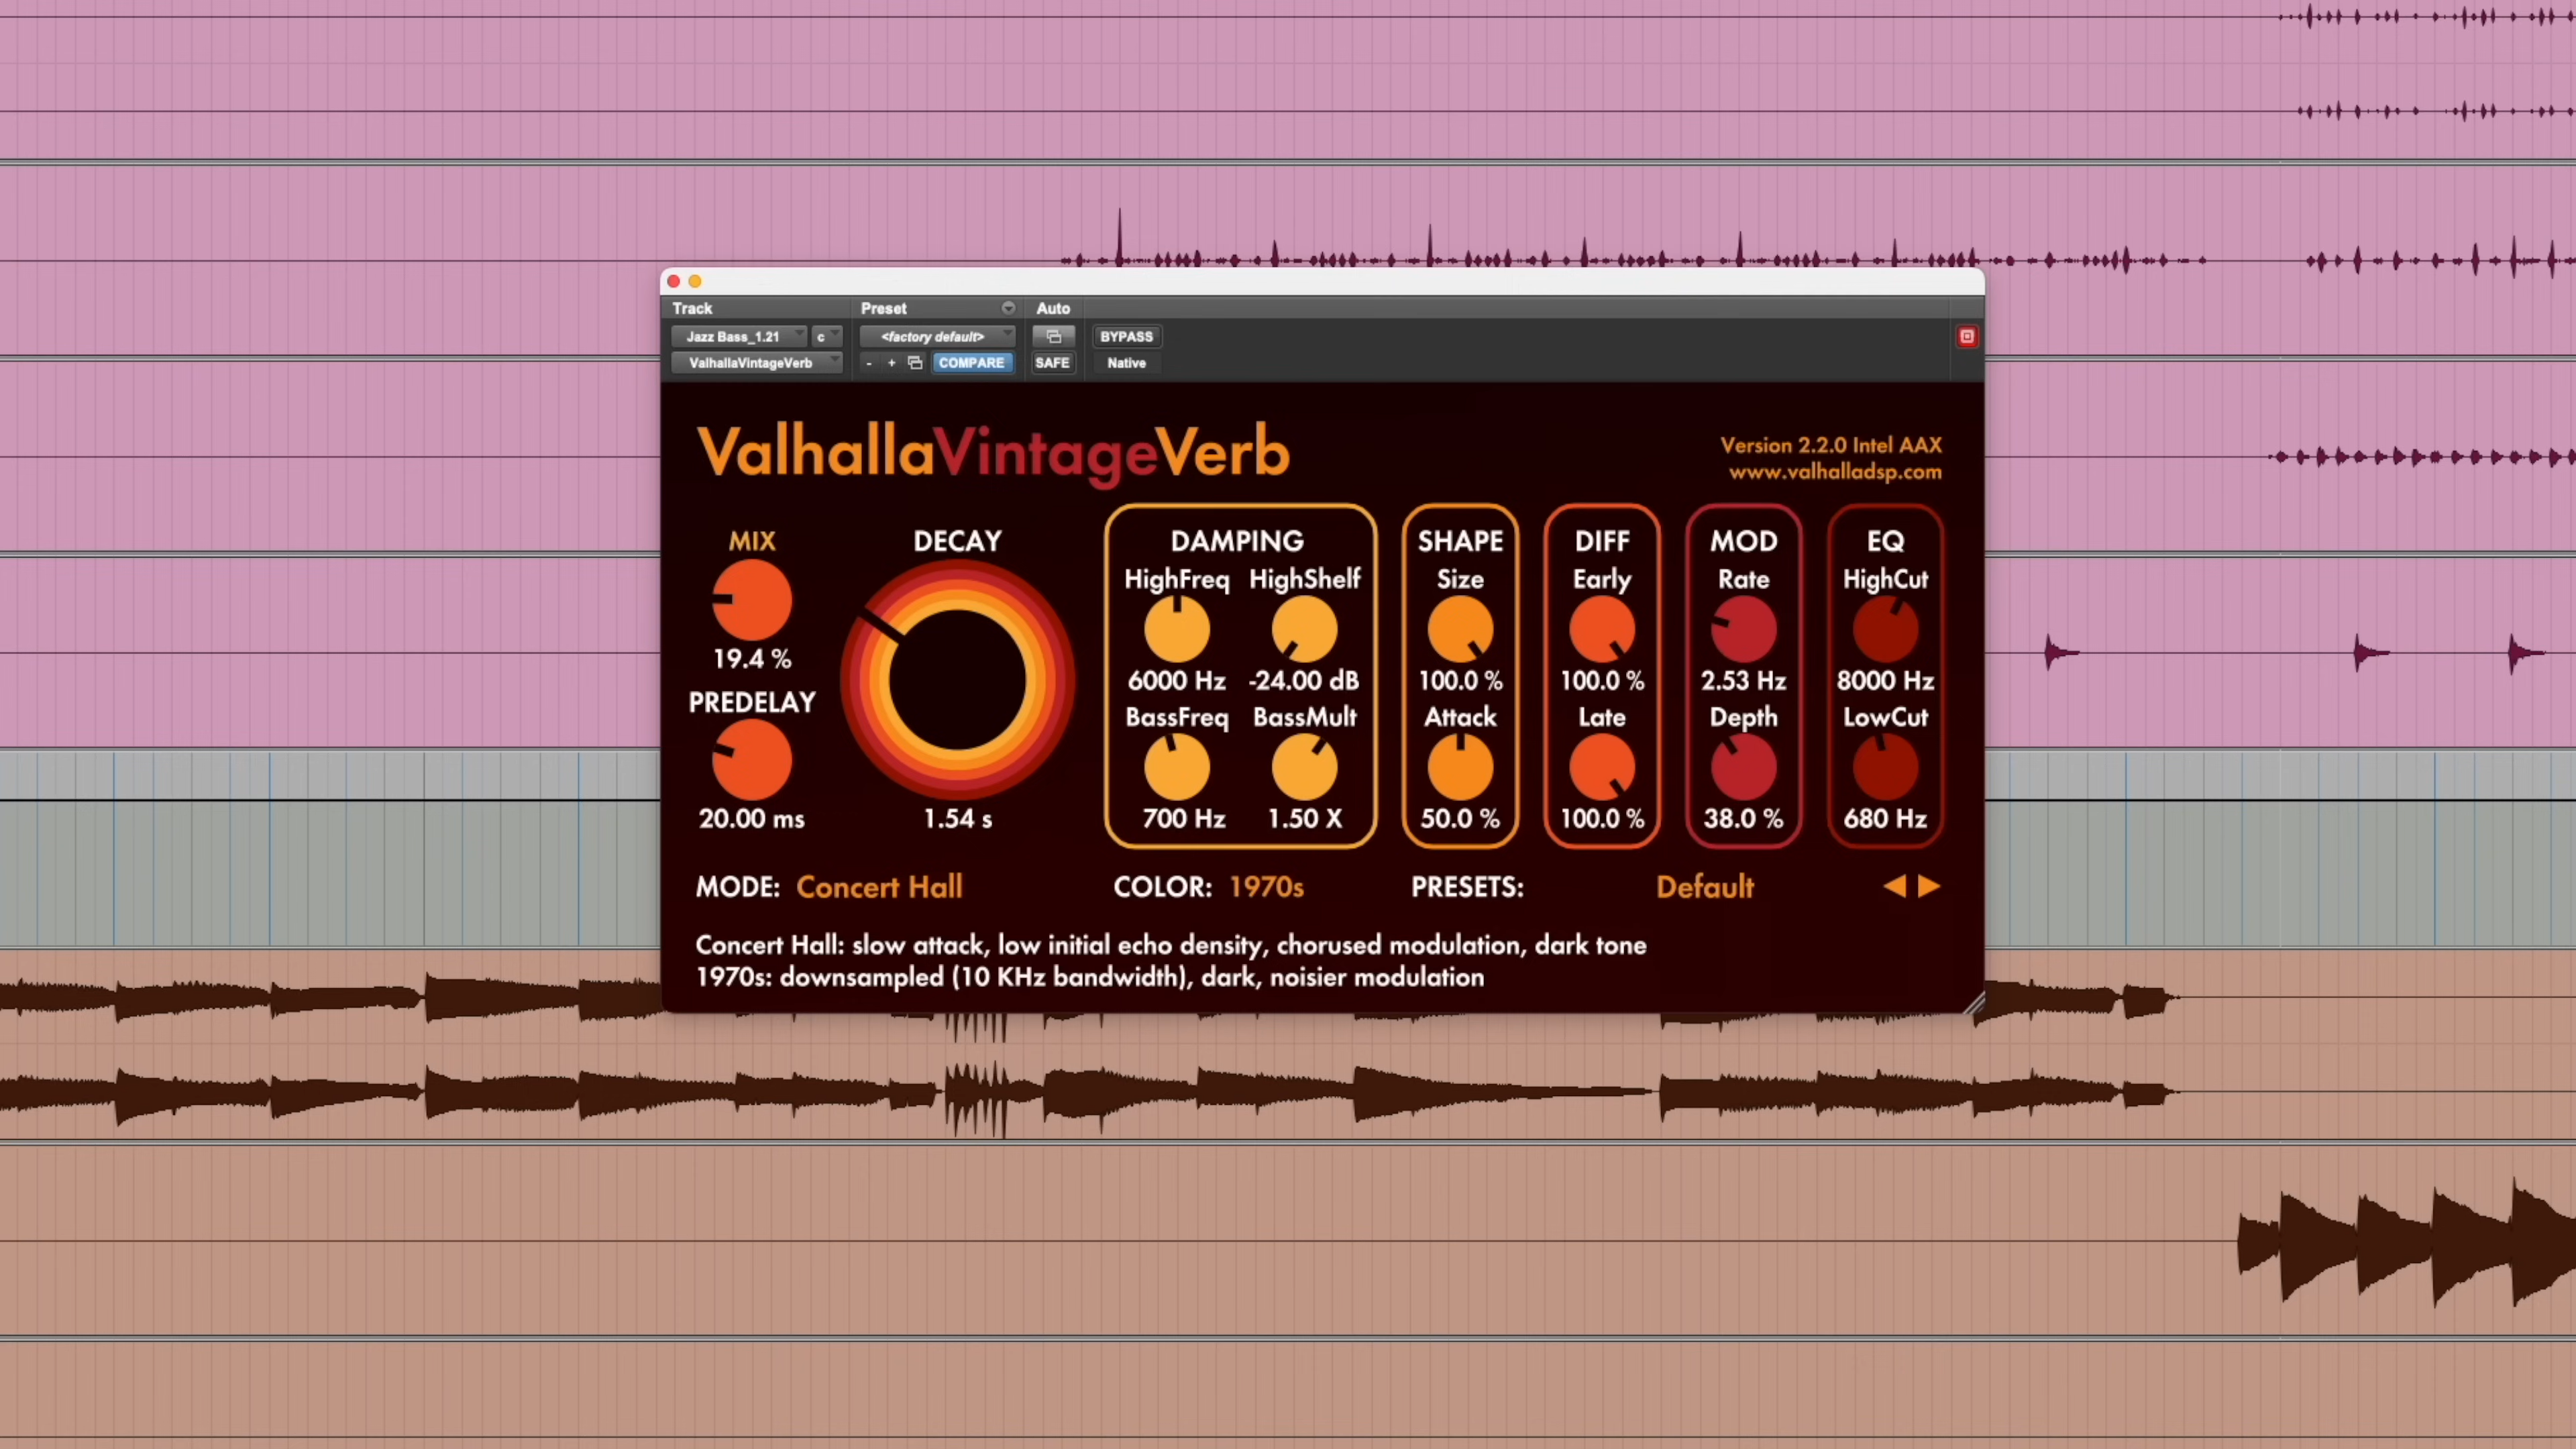 Track Preset Auto
Jazz Bass_1.21 c <factory default> BYPASS
ValhallaVintageVerb - + COMPARE SAFE Native
ValhallaVintageVerb
Version 2.2.0 Intel AAX
www.valhalladsp.com
MIX DECAY DAMPING SHAPE DIFF MOD EQ
HighFreq HighShelf Size Early Rate HighCut
19.4 % 6000 Hz -24.00 dB 100.0 % 100.0 % 2.53 Hz 8000 Hz
PREDELAY BassFreq BassMult Attack Late Depth LowCut
20.00 ms 1.54 s 700 Hz 1.50 X 50.0 % 100.0 % 38.0 % 680 Hz
MODE: Concert Hall COLOR: 1970s PRESETS: Default
Concert Hall: slow attack, low initial echo density, chorused modulation, dark tone
1970s: downsampled (10 KHz bandwidth), dark, noisier modulation